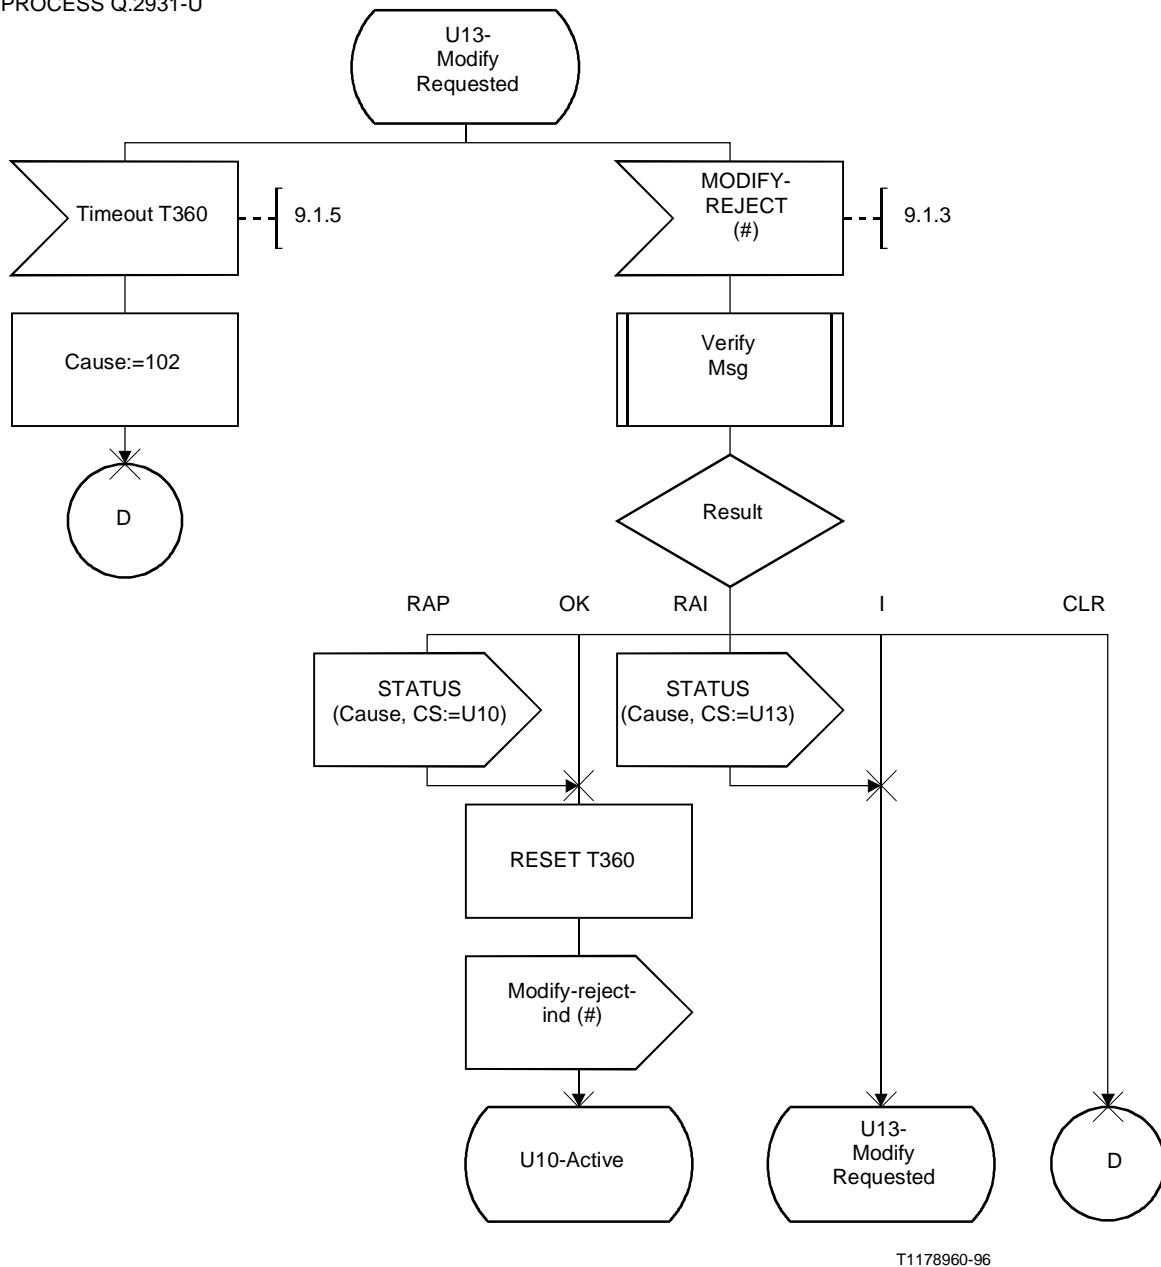 PROCESS Q.2931-U
U13-
Modify
Requested
Timeout T360
9.1.5
MODIFY-
REJECT
(#)
9.1.3
Cause:=102
Verify
Msg
D
Result
RAP
OK
RAI
I
CLR
STATUS
(Cause, CS:=U10)
STATUS
(Cause, CS:=U13)
RESET T360
Modify-reject-
ind (#)
U10-Active
U13-
Modify
Requested
D
T1178960-96